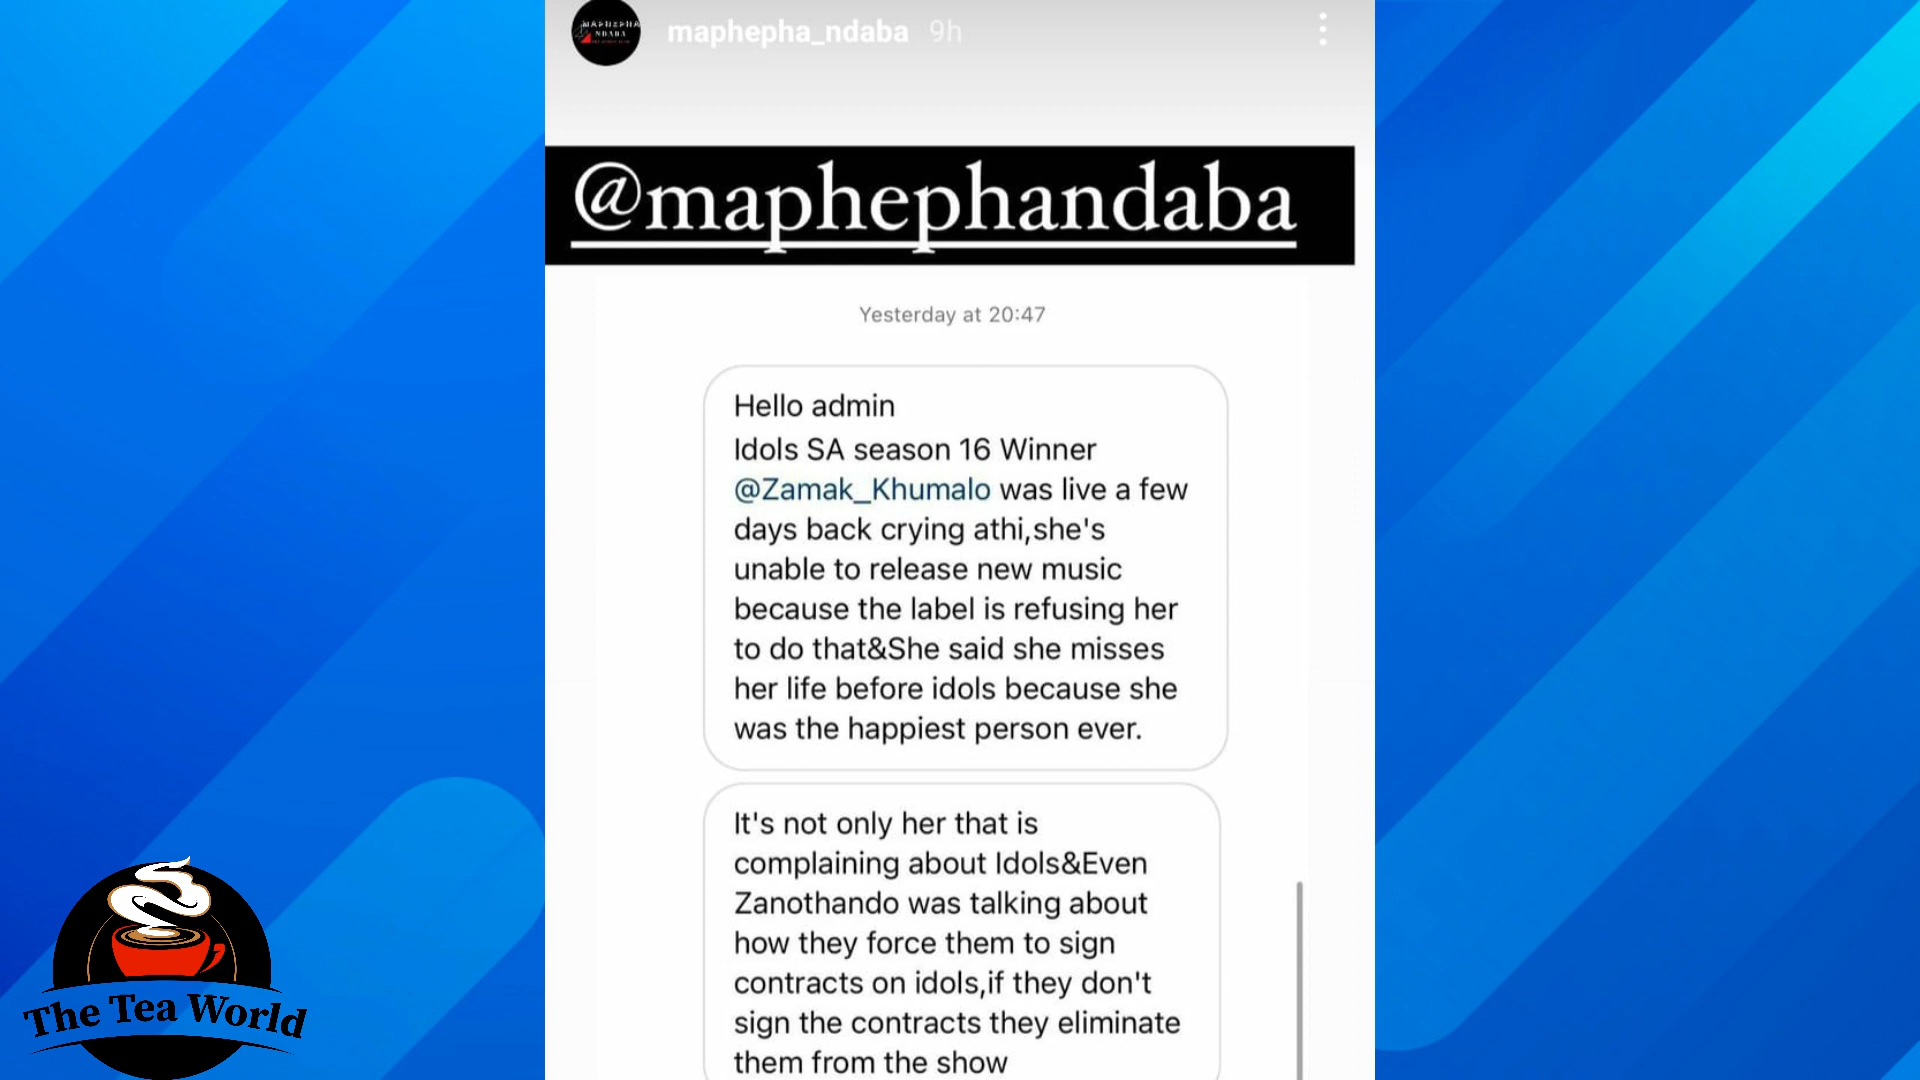 MAPHEPHA
NDABA
maphepha_ndaba 9h
@maphephandaba
Yesterday at 20:47
Hello admin
Idols SA season 16 Winner
@Zamak_Khumalo was live a few
days back crying athi,she's
unable to release new music
because the label is refusing her
to do that&She said she misses
her life before idols because she
was the happiest person ever.
It's not only her that is
complaining about Idols&Even
Zanothando was talking about
how they force them to sign
contracts on idols,if they don't
sign the contracts they eliminate
them from the show
The Tea World